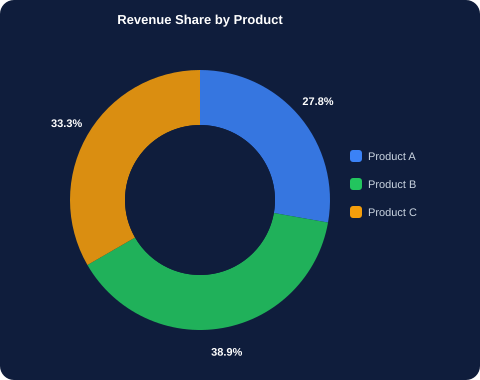 Revenue Share by Product
27.8%
33.3%
Product A
Product B
Product C
38.9%